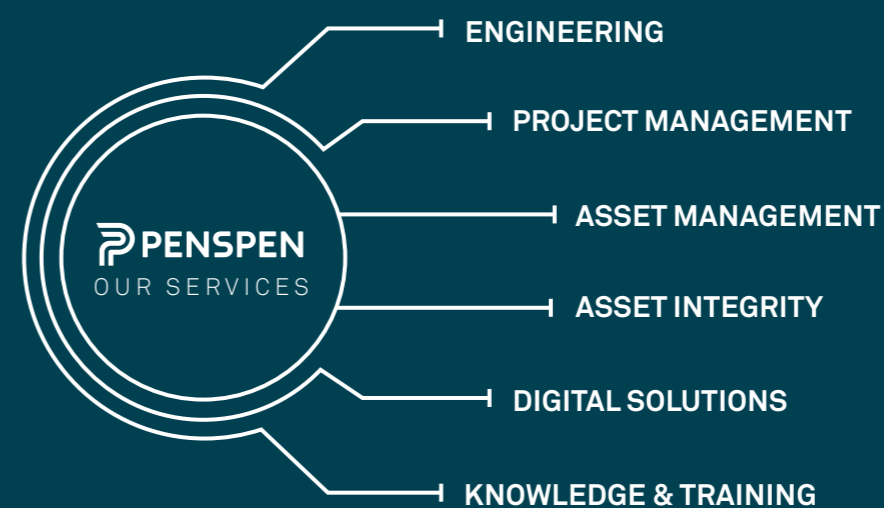 ENGINEERING
PROJECT MANAGEMENT
ASSET MANAGEMENT
PENSPEN
OUR SERVICES
ASSET INTEGRITY
DIGITAL SOLUTIONS
KNOWLEDGE & TRAINING